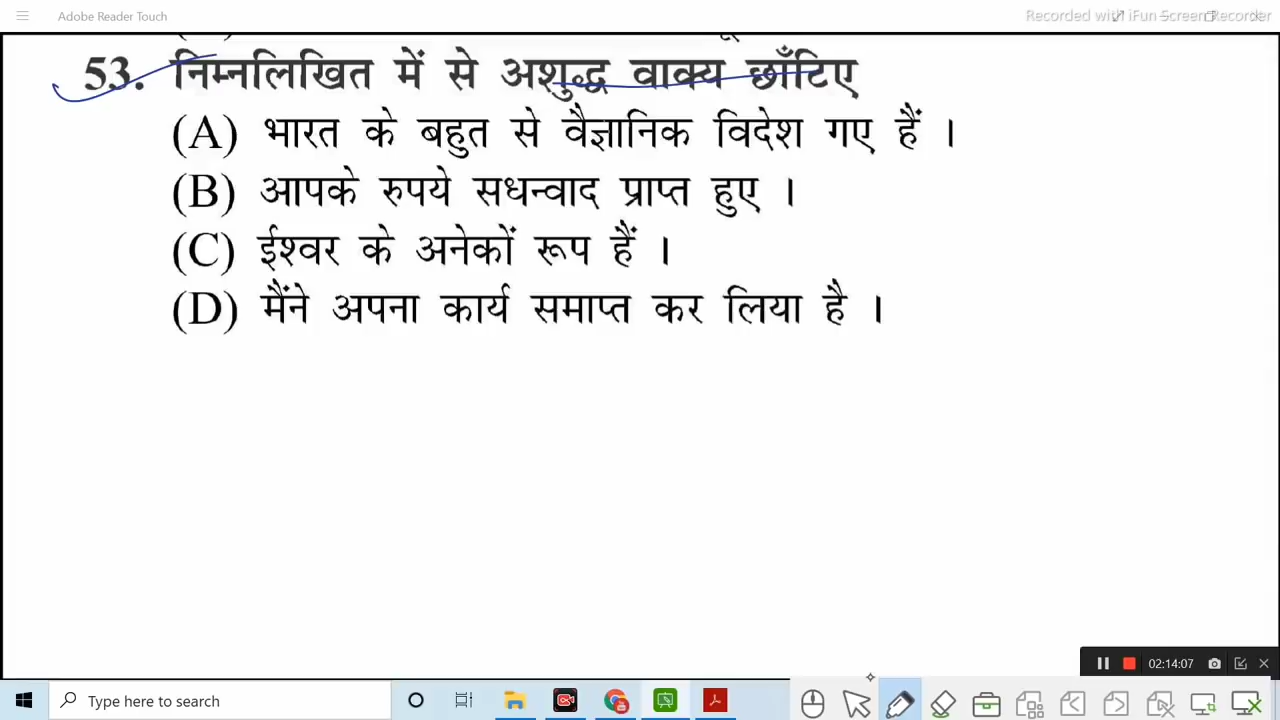 Adobe Reader Touch
Recorded with iFun Screen Recorder
53. निम्नलिखित में से अशुद्ध वाक्य छाँटिए
(A) भारत के बहुत से वैज्ञानिक विदेश गए हैं ।
(B) आपके रुपये सधन्वाद प्राप्त हुए ।
(C) ईश्वर के अनेकों रूप हैं ।
(D) मैंने अपना कार्य समाप्त कर लिया है ।
02:14:07
Type here to search